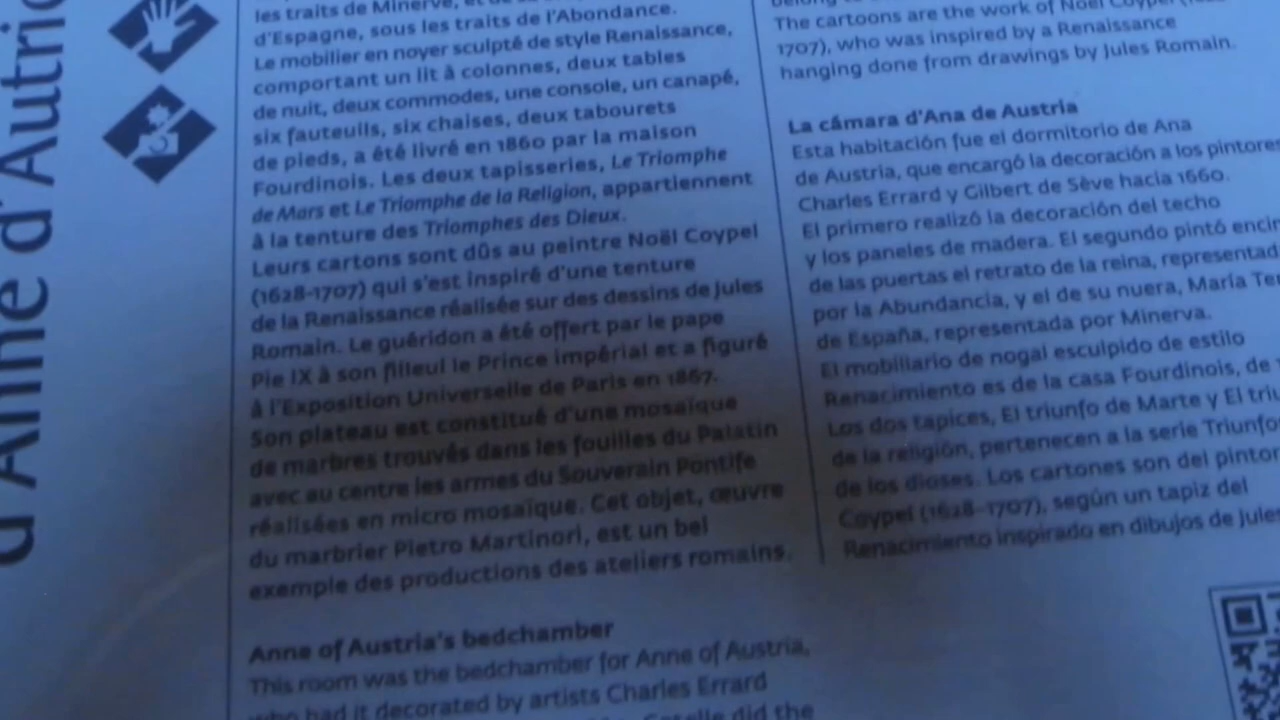 d'Anne d'Autric
les traits de Minerve, et de
d'Espagne, sous les traits de l'Abondance.
Le mobilier en noyer sculpté de style Renaissance,
comportant un lit à colonnes, deux tables
de nuit, deux commodes, une console, un canapé,
six fauteuils, six chaises, deux tabourets
de pieds, a été livré en 1860 par la maison
Fourdinois. Les deux tapisseries, Le Triomphe
de Mars et Le Triomphe de la Religion, appartiennent
à la tenture des Triomphes des Dieux.
Leurs cartons sont dûs au peintre Noël Coypel
(1628-1707) qui s'est inspiré d'une tenture
de la Renaissance réalisée sur des dessins de Jules
Romain. Le guéridon a été offert par le pape
Pie IX à son filleul le Prince impérial et a figuré
à l'Exposition Universelle de Paris en 1867.
Son plateau est constitué d'une mosaïque
de marbres trouvés dans les fouilles du Palatin
avec au centre les armes du Souverain Pontife
réalisées en micro mosaïque. Cet objet, œuvre
du marbrier Pietro Martinori, est un bel
exemple des productions des ateliers romains.
Anne of Austria's bedchamber
This room was the bedchamber for Anne of Austria,
who had it decorated by artists Charles Errard
did the
The cartoons are the work of Noël Coypel
1707), who was inspired by a Renaissance
hanging done from drawings by Jules Romain.
La cámara d'Ana de Austria
Esta habitación fue el dormitorio de Ana
de Austria, que encargó la decoración a los pintores
Charles Errard y Gilbert de Sève hacia 1660.
El primero realizó la decoración del techo
y los paneles de madera. El segundo pintó encim
de las puertas el retrato de la reina, representad
por la Abundancia, y el de su nuera, María Te
de España, representada por Minerva.
El mobiliario de nogal esculpido de estilo
Renacimiento es de la casa Fourdinois, de
Los dos tapices, El triunfo de Marte y El triu
de la religión, pertenecen a la serie Triunfo
de los dioses. Los cartones son del pintor
Coypel (1628-1707), según un tapiz del
Renacimiento inspirado en dibujos de Jules